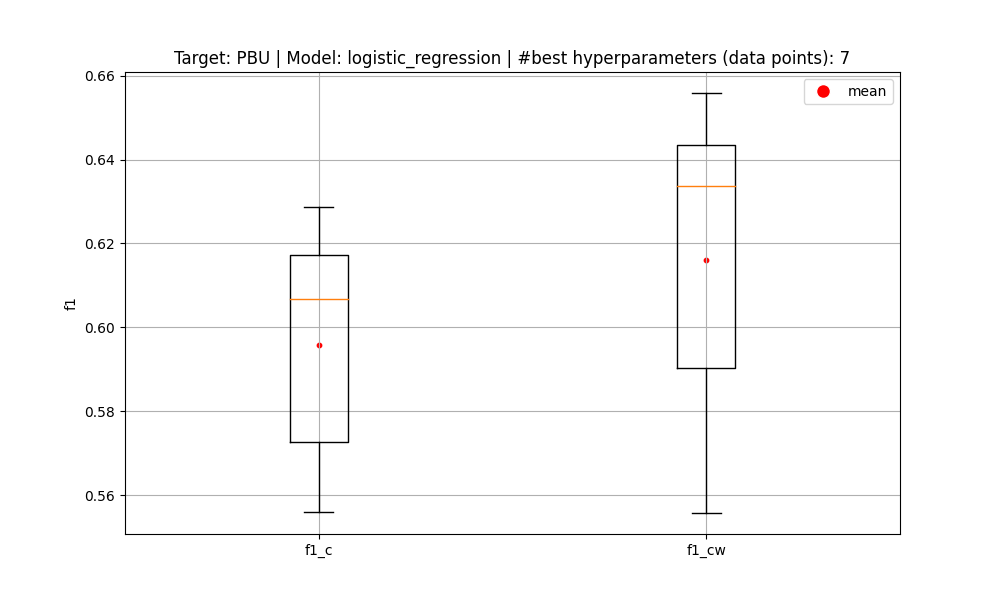 Target: PBU | Model: logistic_regression | #best hyperparameters (data points): 7
mean
0.66
0.64
0.62
0.60
0.58
0.56
f1
f1_c
f1_cw